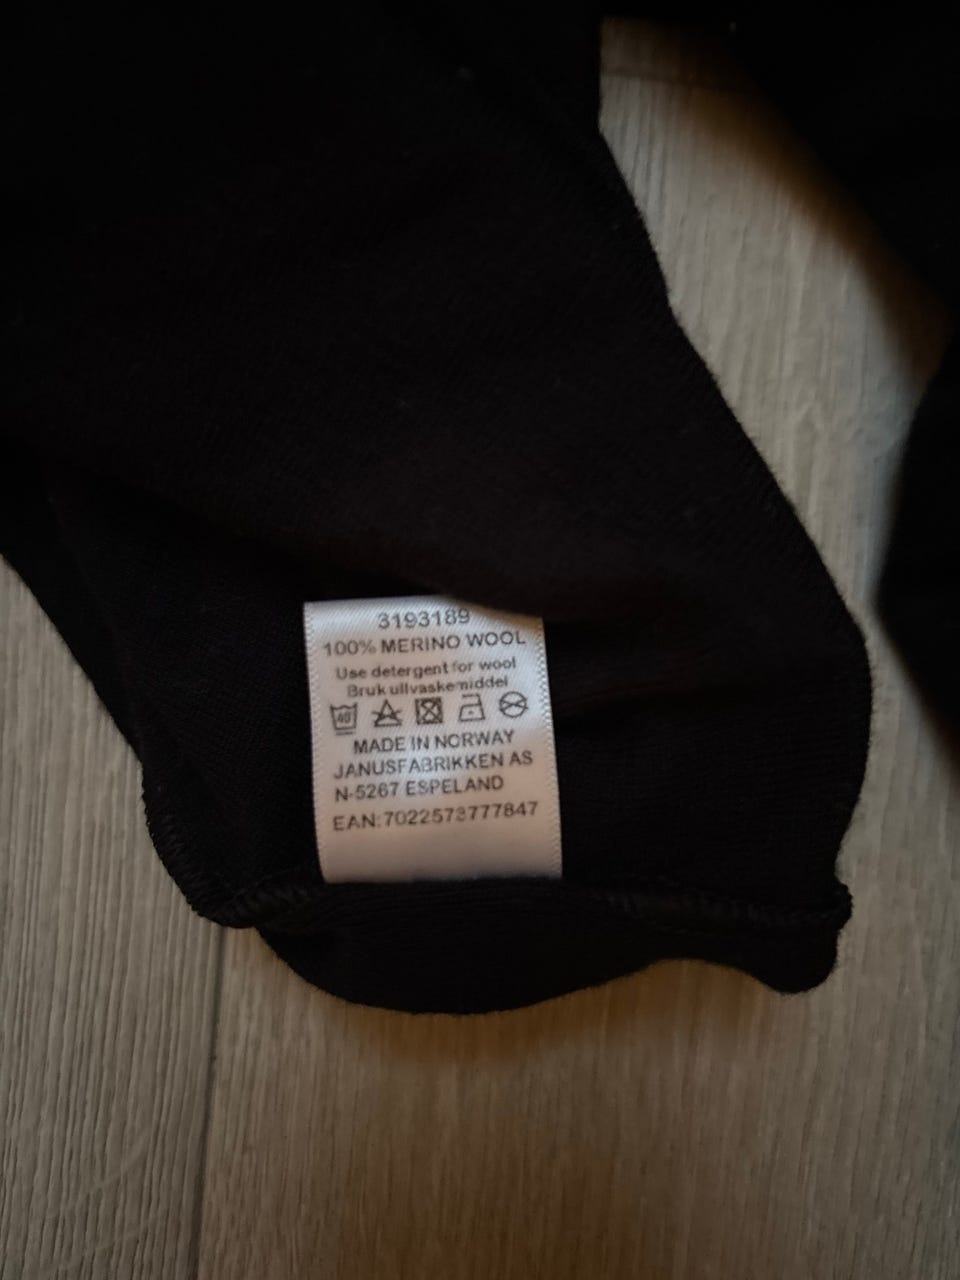 3193189
100% MERINO WOOL
Use detergent for wool
Bruk ullvaskemiddel
40
MADE IN NORWAY
JANUSFABRIKKEN AS
N-5267 ESPELAND
EAN:7022573777847